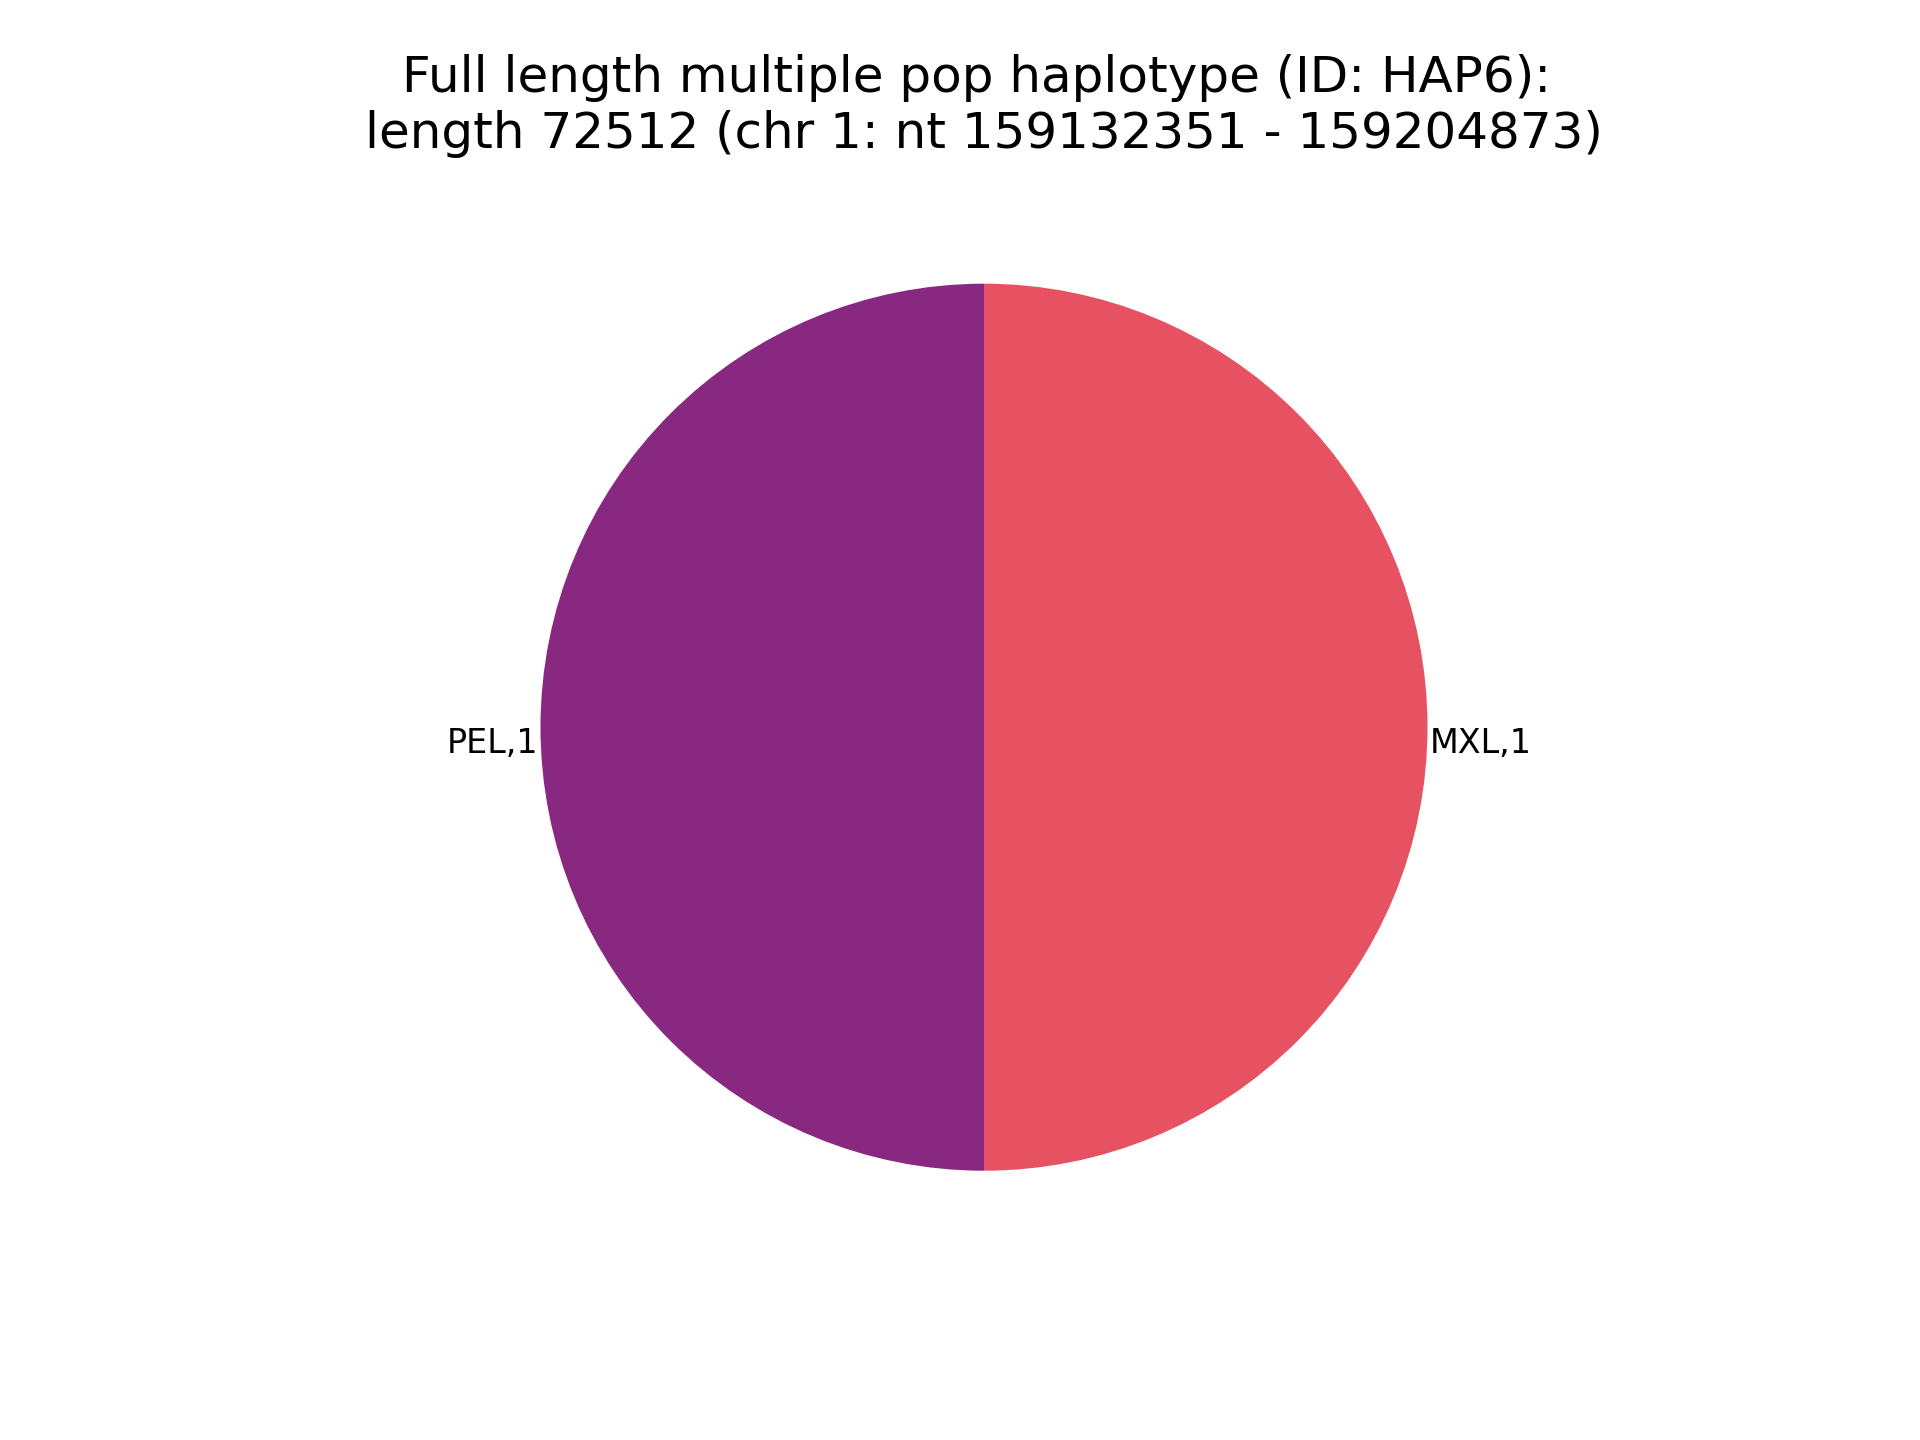 Full length multiple pop haplotype (ID: HAP6):
length 72512 (chr 1: nt 159132351 - 159204873)
PEL,1
MXL,1